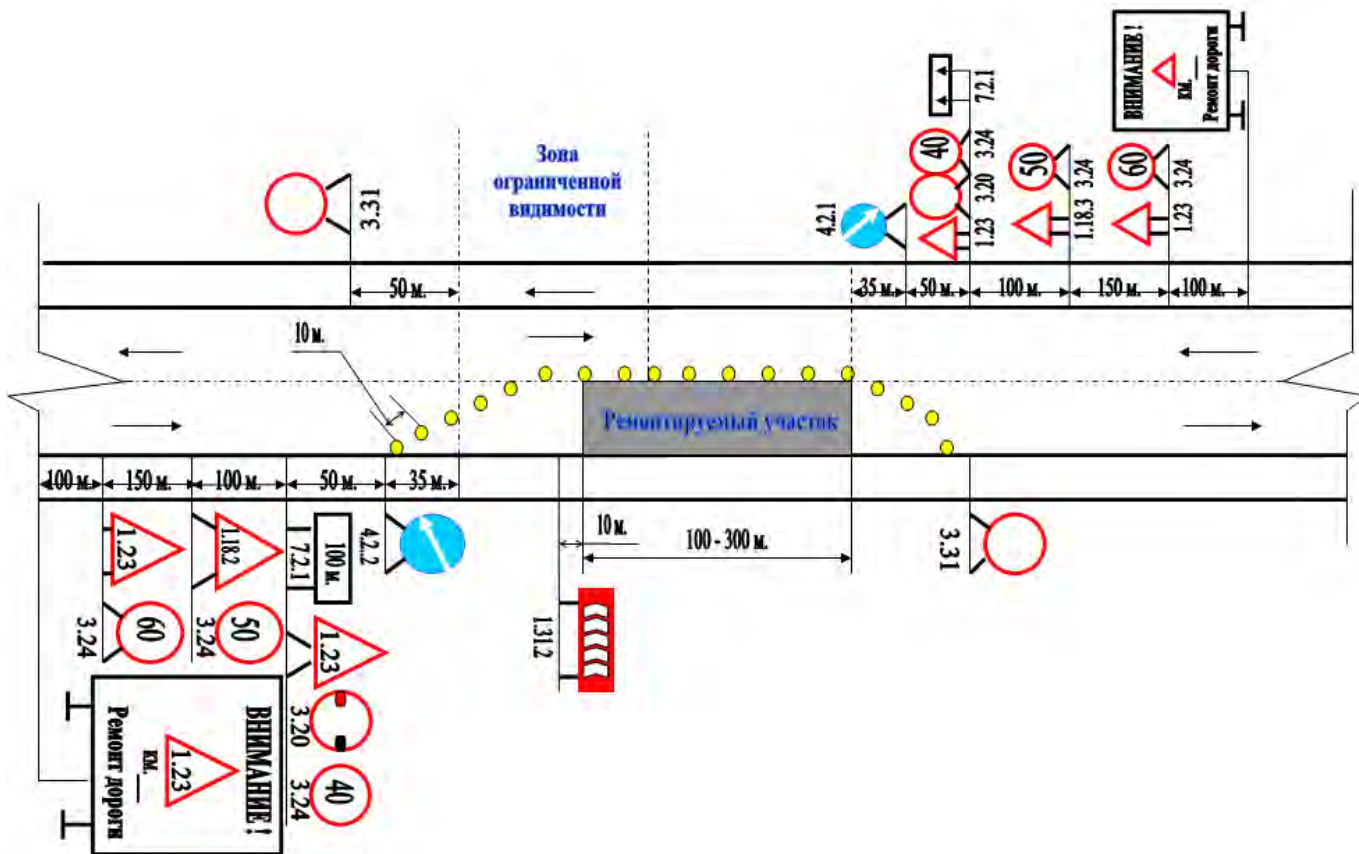 ВНИМАНИЕ !
км. __
Ремонт дороги
7.2.1
40
3.24
3.20
1.23
50
3.24
1.18.3
60
3.24
1.23
4.2.1
Зона
ограниченной
видимости
3.31
50 м.
35 м.
50 м.
100 м.
150 м.
100 м.
10 м.
Ремонтируемый участок
100 м.
150 м.
100 м.
50 м.
35 м.
10 м.
100 - 300 м.
1.23
1.18.2
7.2.1
100 м.
4.2.2
3.31
3.24
60
3.24
50
1.23
1.31.2
3.20
3.24
40
ВНИМАНИЕ !
1.23
км. __
Ремонт дороги